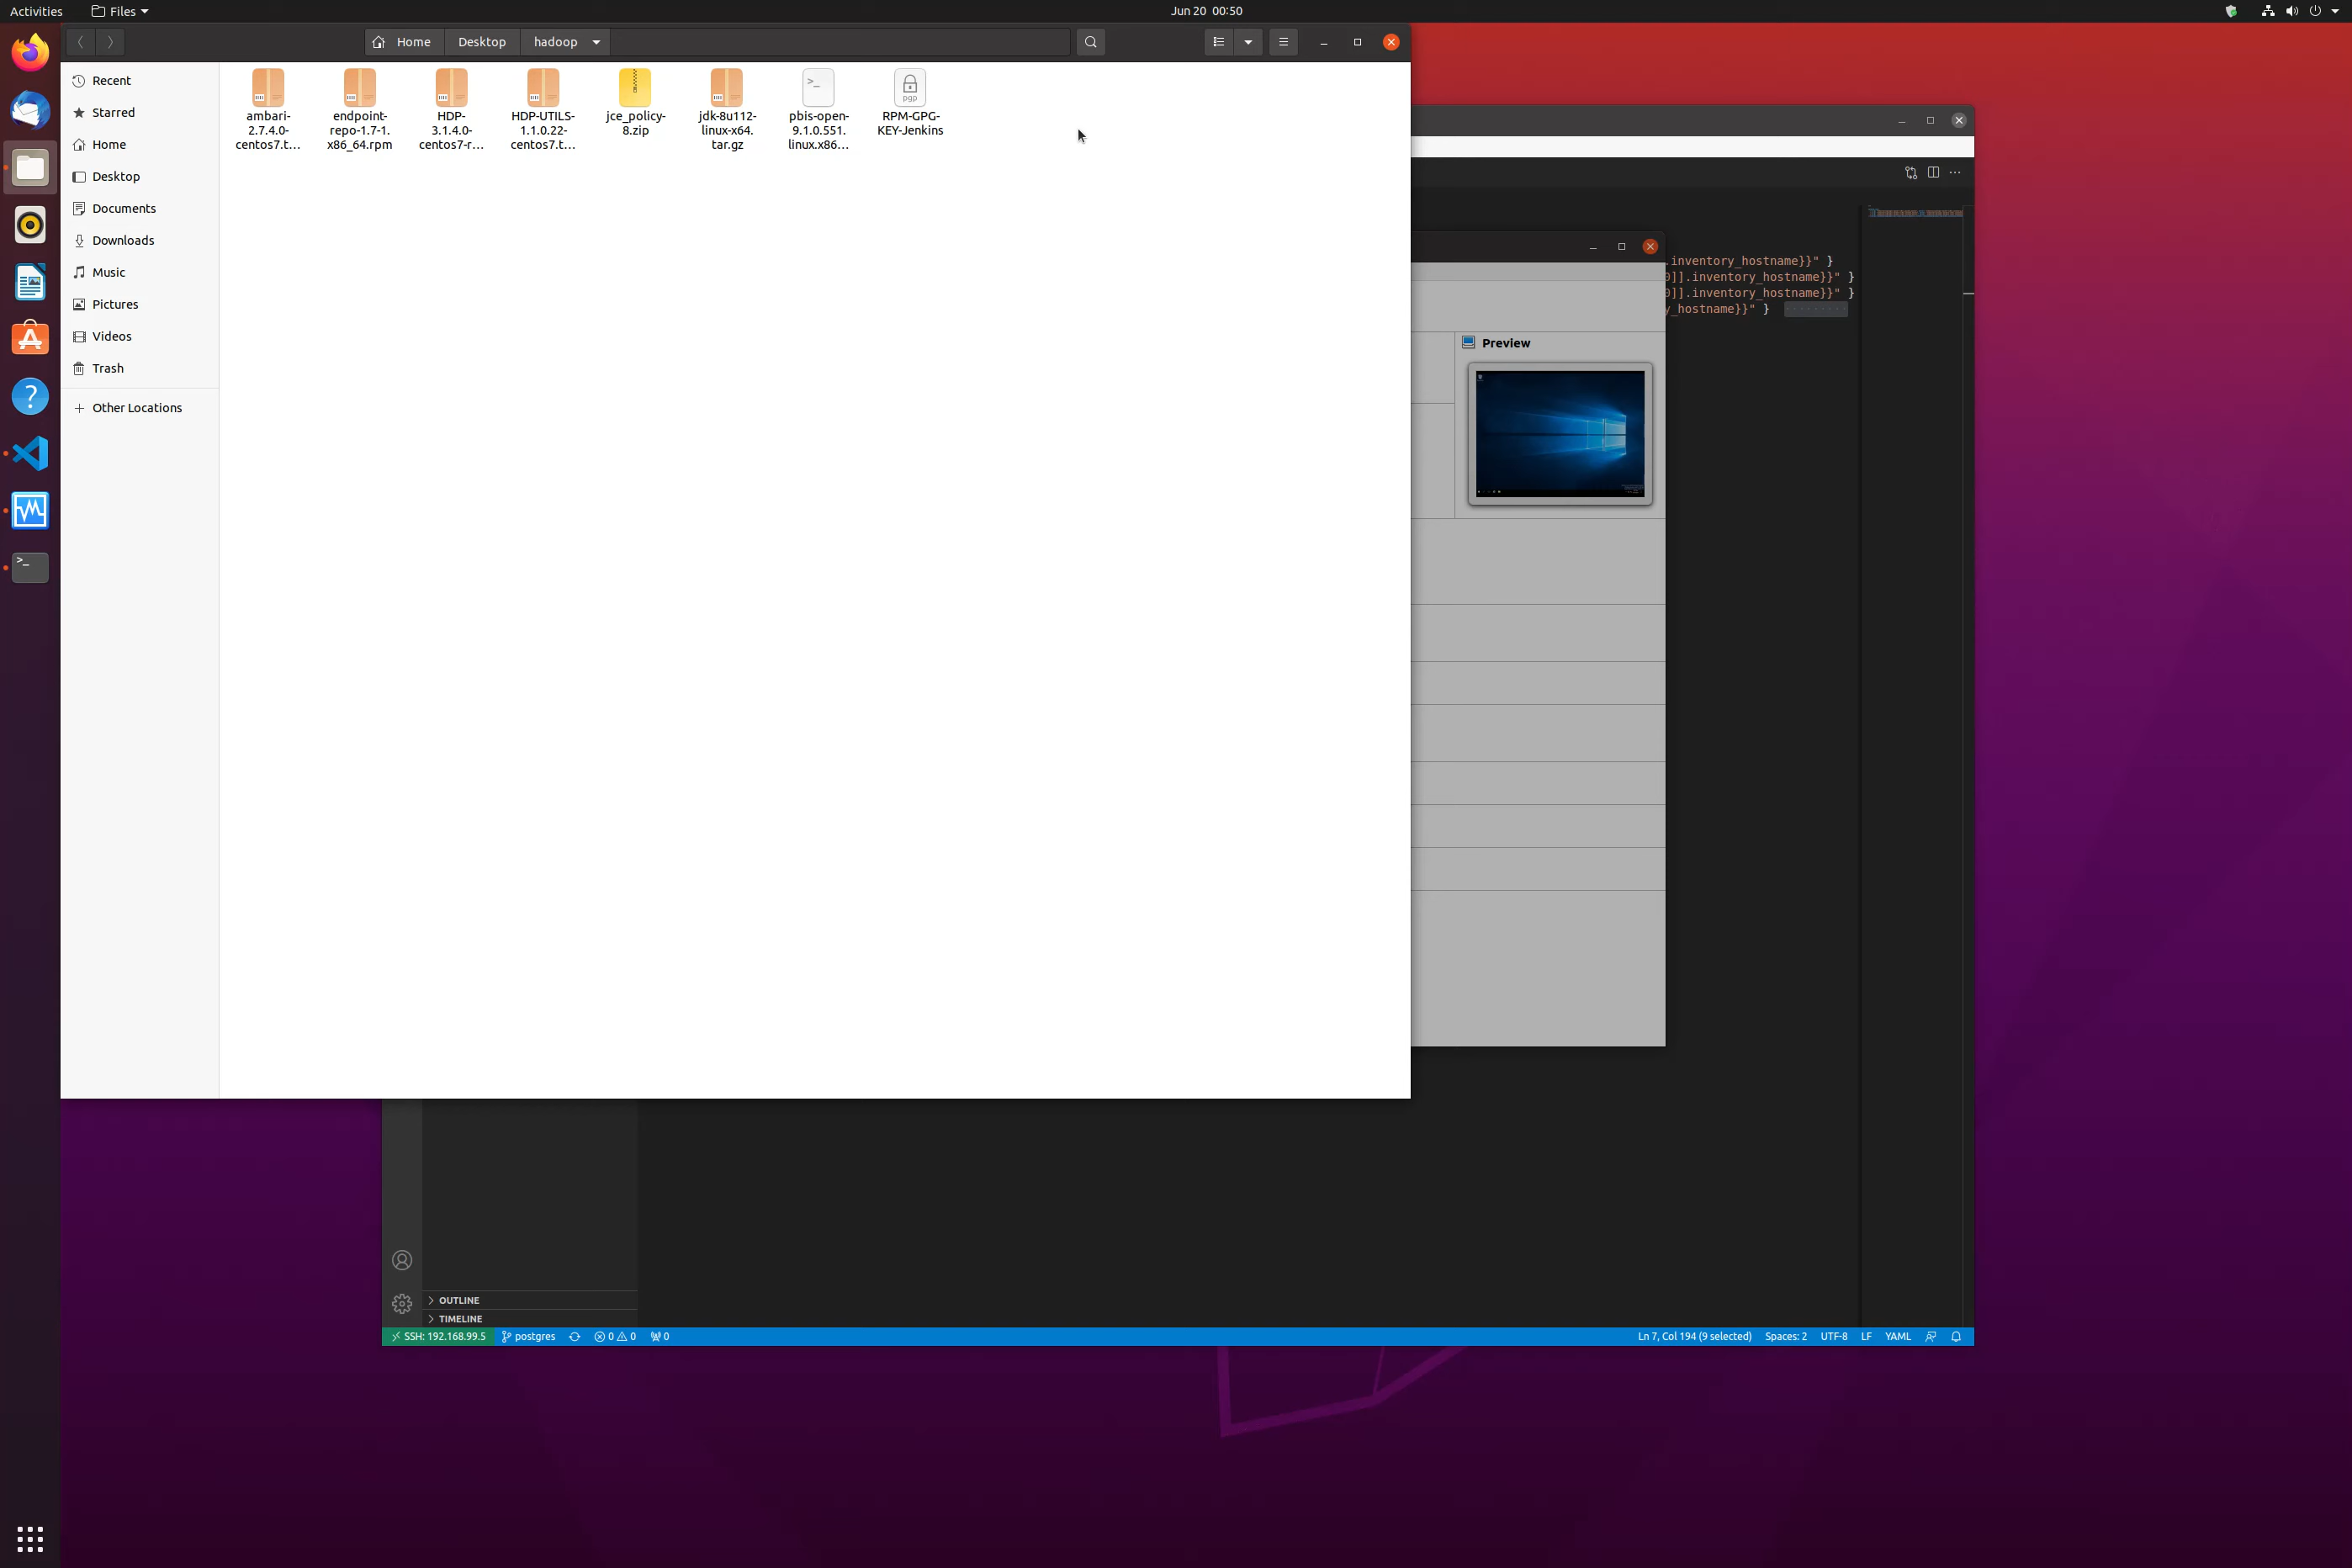 Activities
Files
Jun 20 00:50
Home
Desktop
hadoop
Recent
Starred
Home
Desktop
Documents
Downloads
Music
Pictures
Videos
Trash
Other Locations
ambari-
2.7.4.0-
centos7.t...
endpoint-
repo-1.7-1.
x86_64.rpm
HDP-
3.1.4.0-
centos7-r...
HDP-UTILS-
1.1.0.22-
centos7.t...
jce_policy-
8.zip
jdk-8u112-
linux-x64.
tar.gz
pbis-open-
9.1.0.551.
linux.x86...
pgp
RPM-GPG-
KEY-Jenkins
.inventory_hostname}}" }
0]].inventory_hostname}}" }
0]].inventory_hostname}}" }
y_hostname}}" }
Preview
OUTLINE
TIMELINE
SSH: 192.168.99.5
postgres
0
0
0
Ln 7, Col 194 (9 selected)
Spaces: 2
UTF-8
LF
YAML